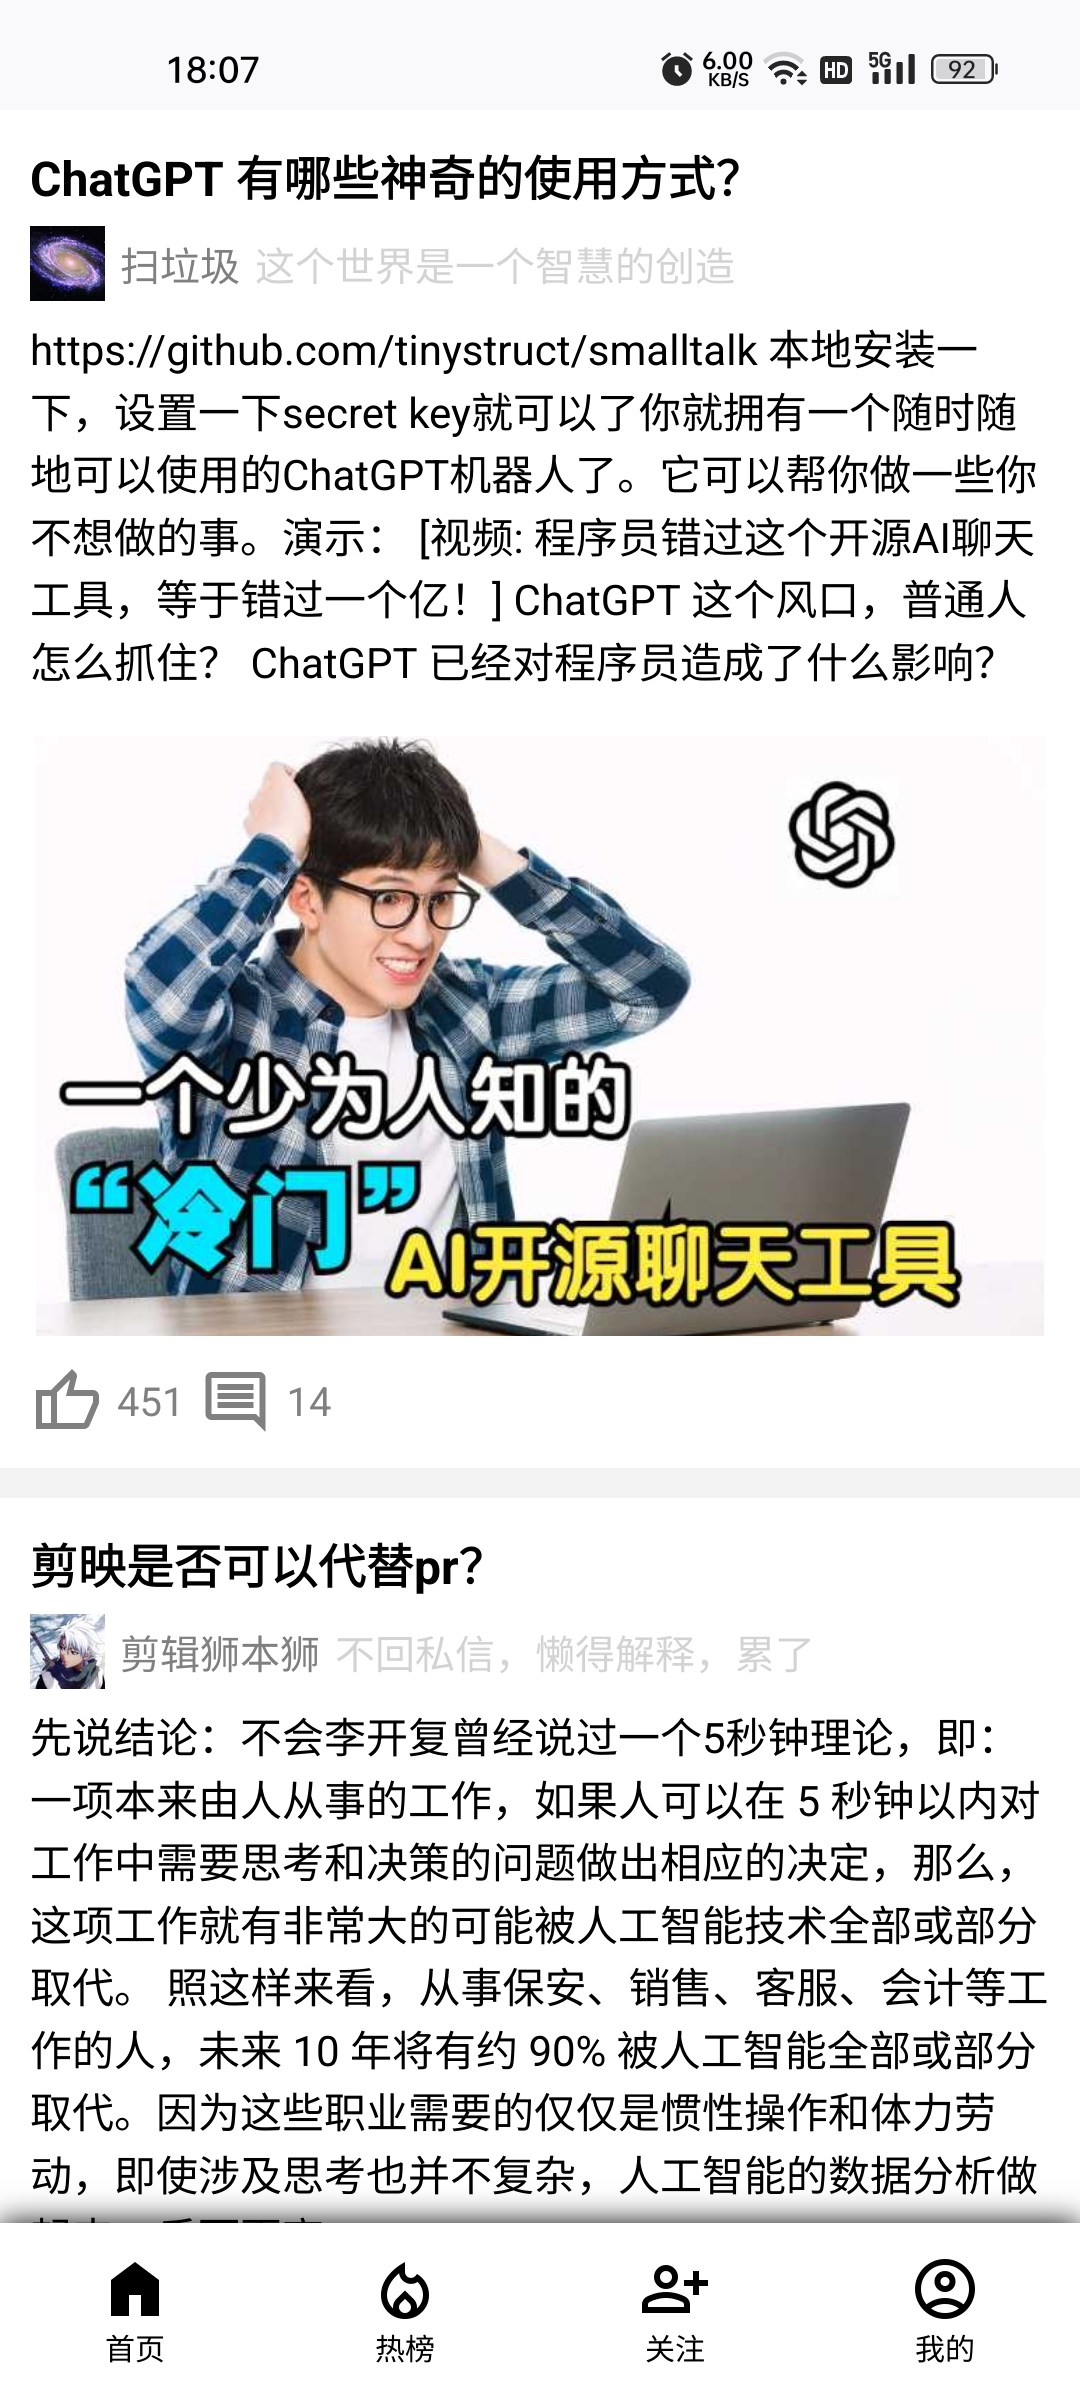 18:07
6.00
KB/S
HD
5G
92
ChatGPT 有哪些神奇的使用方式？
扫垃圾 这个世界是一个智慧的创造
https://github.com/tinystruct/smalltalk 本地安装一
下，设置一下secret key就可以了你就拥有一个随时随
地可以使用的ChatGPT机器人了。它可以帮你做一些你
不想做的事。演示： [视频: 程序员错过这个开源AI聊天
工具，等于错过一个亿！] ChatGPT 这个风口，普通人
怎么抓住？ ChatGPT 已经对程序员造成了什么影响？
一个少为人知的
“冷门”
AI开源聊天工具
451
14
剪映是否可以代替pr？
剪辑狮本狮 不回私信，懒得解释，累了
先说结论：不会李开复曾经说过一个5秒钟理论，即：
一项本来由人从事的工作，如果人可以在 5 秒钟以内对
工作中需要思考和决策的问题做出相应的决定，那么，
这项工作就有非常大的可能被人工智能技术全部或部分
取代。 照这样来看，从事保安、销售、客服、会计等工
作的人，未来 10 年将有约 90% 被人工智能全部或部分
取代。因为这些职业需要的仅仅是惯性操作和体力劳
动，即使涉及思考也并不复杂，人工智能的数据分析做
首页
热榜
关注
我的